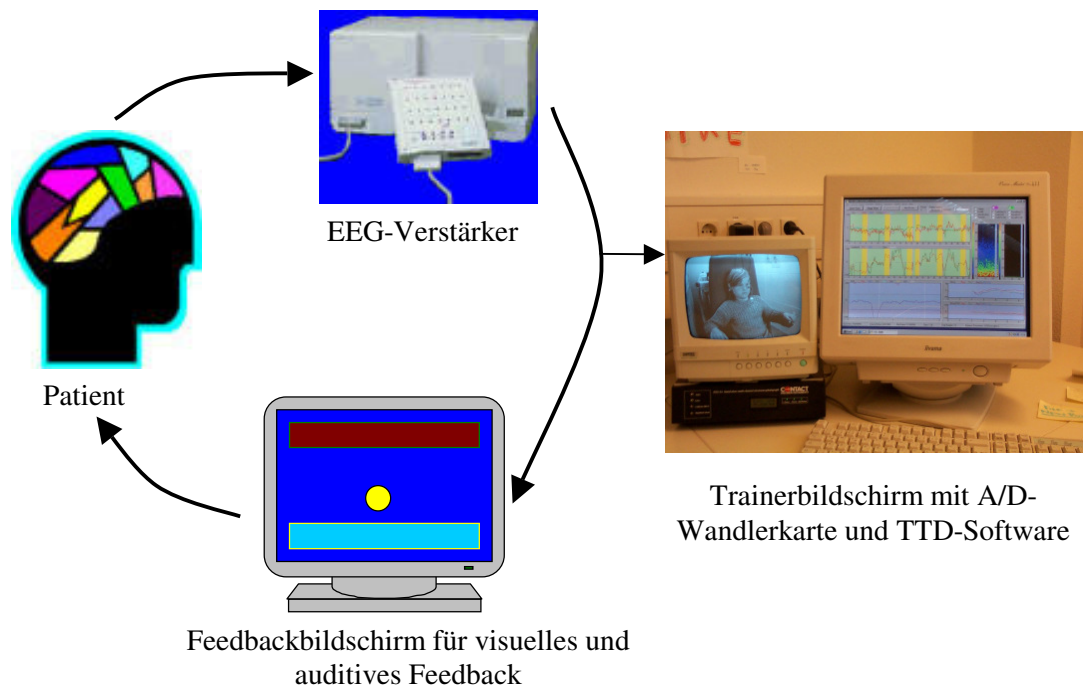 EEG-Verstärker
Patient
Trainerbildschirm mit A/D-
Wandlerkarte und TTD-Software
Feedbackbildschirm für visuelles und
auditives Feedback